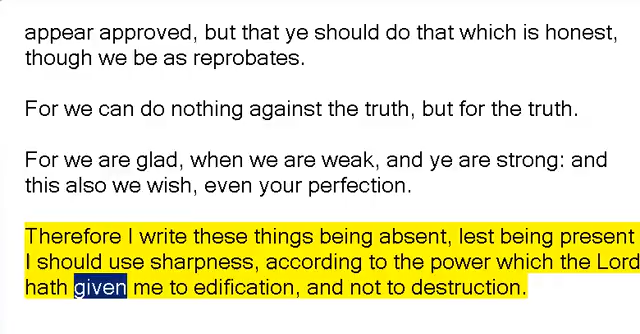 appear approved, but that ye should do that which is honest,
though we be as reprobates.
For we can do nothing against the truth, but for the truth.
For we are glad, when we are weak, and ye are strong: and
this also we wish, even your perfection.
Therefore I write these things being absent, lest being present
I should use sharpness, according to the power which the Lord
hath given me to edification, and not to destruction.